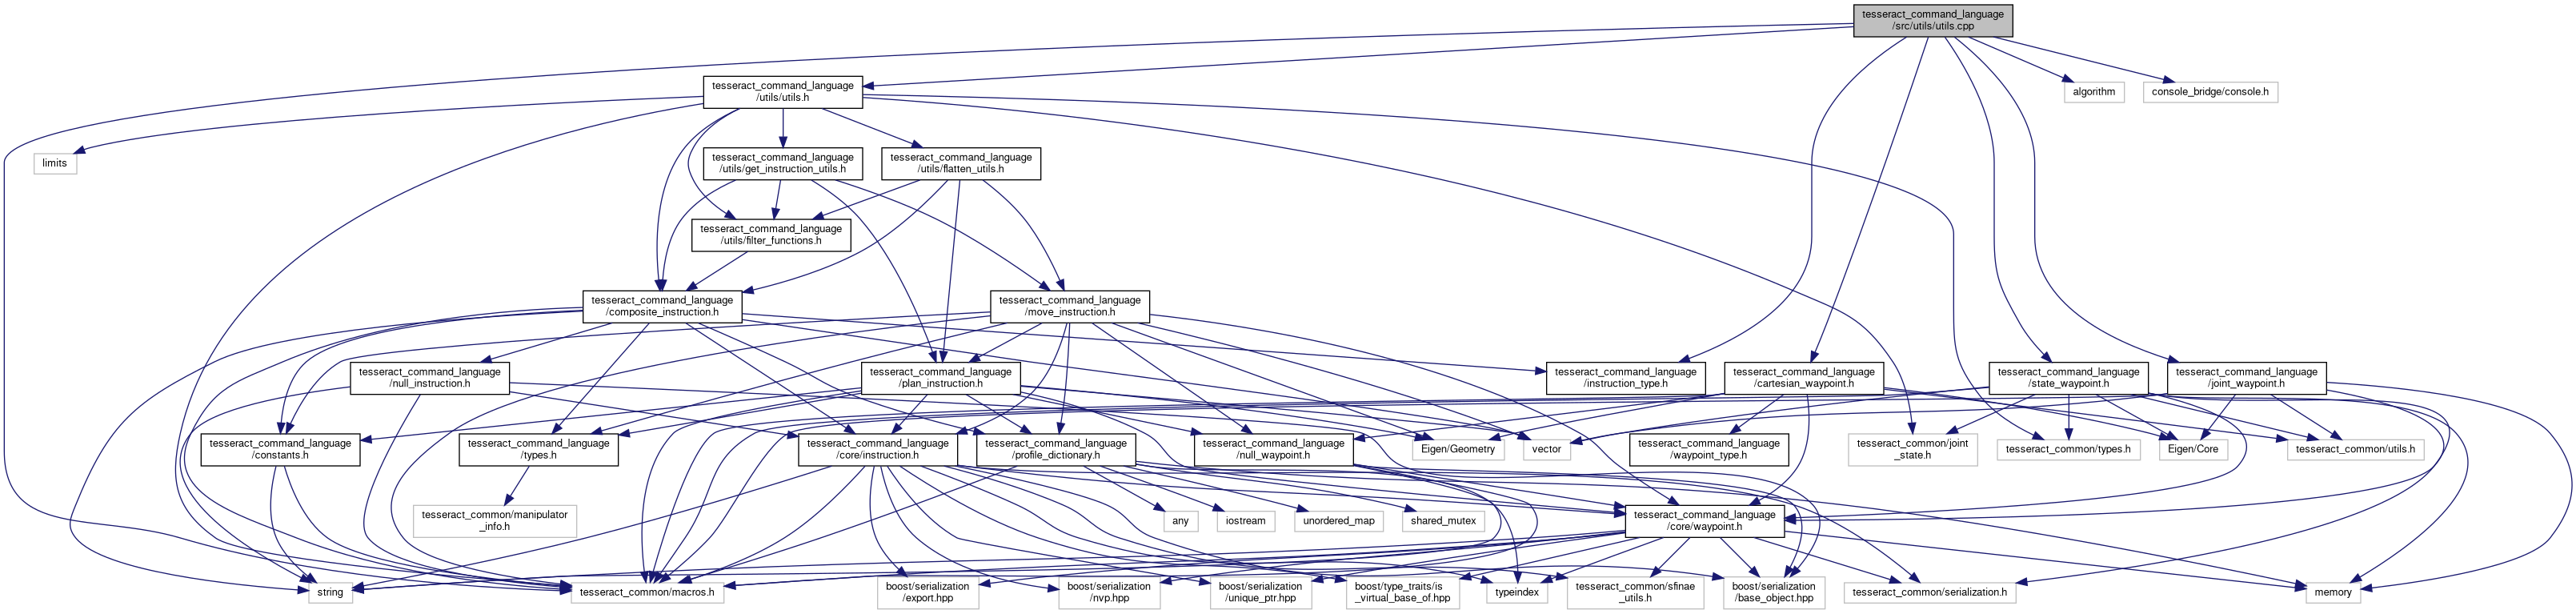 tesseract_command_language
/src/utils/utils.cpp
tesseract_command_language
/utils/utils.h
algorithm
console_bridge/console.h
limits
tesseract_command_language
/utils/get_instruction_utils.h
tesseract_command_language
/utils/flatten_utils.h
tesseract_command_language
/utils/filter_functions.h
tesseract_command_language
/composite_instruction.h
tesseract_command_language
/move_instruction.h
tesseract_command_language
/null_instruction.h
tesseract_command_language
/plan_instruction.h
tesseract_command_language
/instruction_type.h
tesseract_command_language
/cartesian_waypoint.h
tesseract_command_language
/state_waypoint.h
tesseract_command_language
/joint_waypoint.h
tesseract_command_language
/constants.h
tesseract_command_language
/types.h
tesseract_command_language
/core/instruction.h
tesseract_command_language
/profile_dictionary.h
tesseract_command_language
/null_waypoint.h
Eigen/Geometry
vector
tesseract_command_language
/waypoint_type.h
tesseract_common/joint
_state.h
tesseract_common/types.h
Eigen/Core
tesseract_common/utils.h
tesseract_common/manipulator
_info.h
any
iostream
unordered_map
shared_mutex
tesseract_command_language
/core/waypoint.h
string
tesseract_common/macros.h
boost/serialization
/export.hpp
boost/serialization
/nvp.hpp
boost/serialization
/unique_ptr.hpp
boost/type_traits/is
_virtual_base_of.hpp
typeindex
tesseract_common/sfinae
_utils.h
boost/serialization
/base_object.hpp
tesseract_common/serialization.h
memory